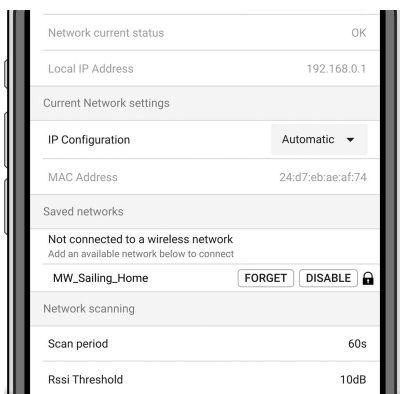 Network current status OK
Local IP Address 192.168.0.1
Current Network settings
IP Configuration Automatic
MAC Address 24:d7:eb:ae:af:74
Saved networks
Not connected to a wireless network
Add an available network below to connect
MW_Sailing_Home FORGET DISABLE
Network scanning
Scan period 60s
Rssi Threshold 10dB